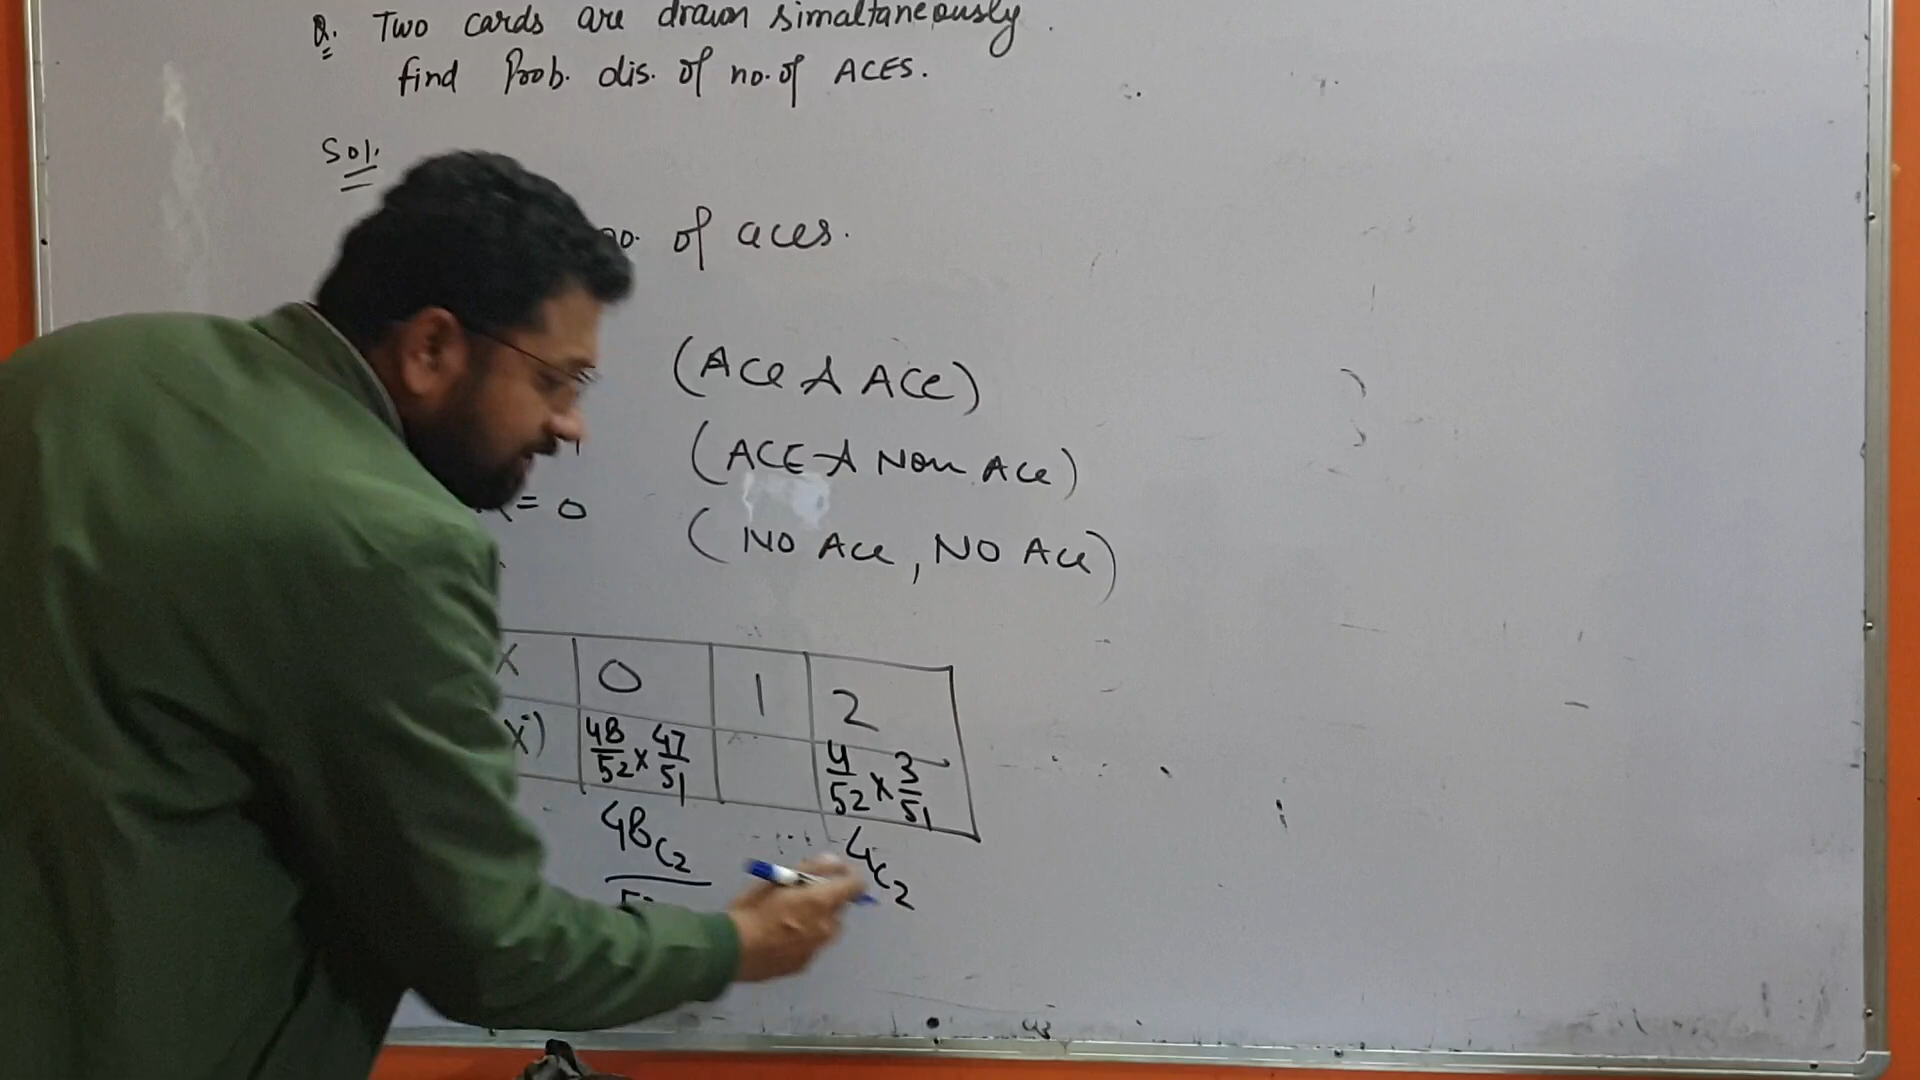 Q. Two cards are drawn simaltaneously.
find Prob. dis. of no. of ACES.
Sol.
no. of aces.
(Ace & Ace)
(ACE & Non Ace)
= 0 (NO Ace, NO Ace)
X 0 1 2
X) 48/52 × 47/51 4/52 × 3/51
48C2 4C2